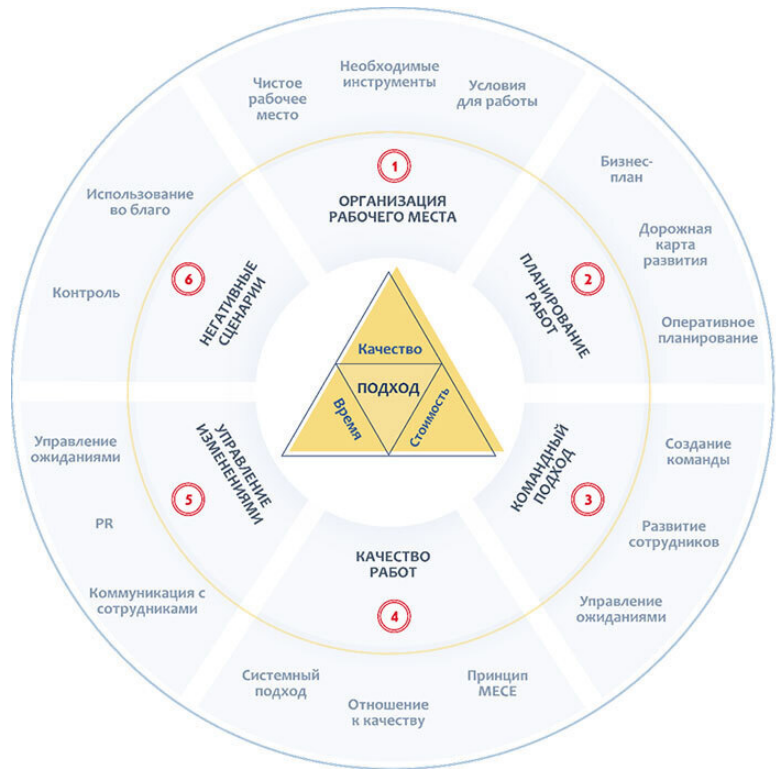 Чистое
рабочее
место
Необходимые
инструменты
Условия
для работы
1
ОРГАНИЗАЦИЯ
РАБОЧЕГО МЕСТА
Бизнес-
план
Дорожная
карта
развития
Оперативное
планирование
2
ПЛАНИРОВАНИЕ
РАБОТ
Создание
команды
Развитие
сотрудников
Управление
ожиданиями
3
КОМАНДНЫЙ
ПОДХОД
КАЧЕСТВО
РАБОТ
4
Системный
подход
Отношение
к качеству
Принцип
МЕСЕ
УПРАВЛЕНИЕ
ИЗМЕНЕНИЯМИ
5
Управление
ожиданиями
PR
Коммуникация с
сотрудниками
Использование
во благо
Контроль
6
НЕГАТИВНЫЕ
СЦЕНАРИИ
Качество
ПОДХОД
Время
Стоимость